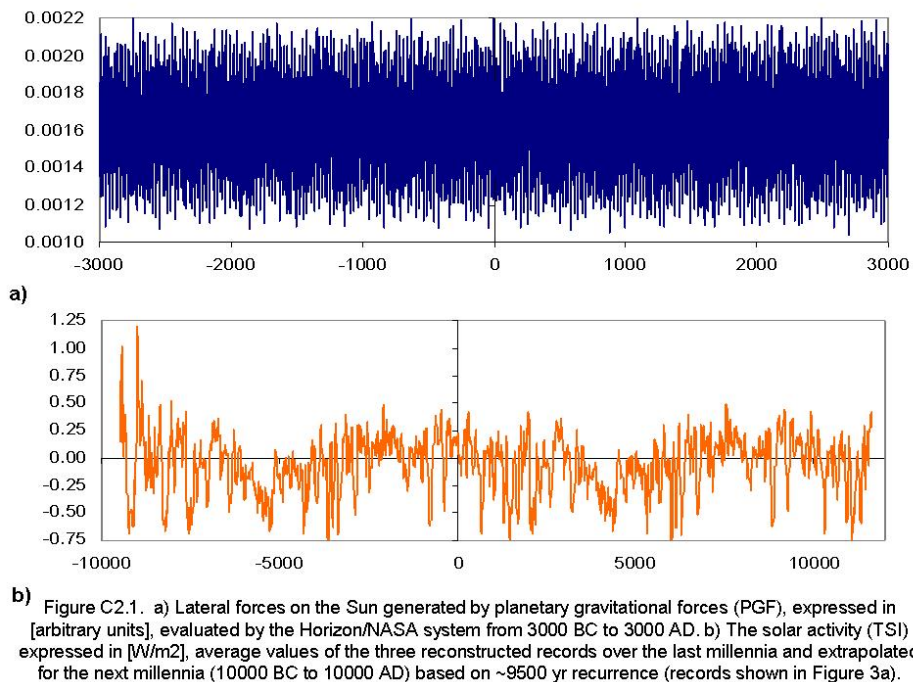 0.0022
0.0020
0.0018
0.0016
0.0014
0.0012
0.0010
-3000 -2000 -1000 0 1000 2000 3000
a)
1.25
1.00
0.75
0.50
0.25
0.00
-0.25
-0.50
-0.75
-10000 -5000 0 5000 10000
b) Figure C2.1. a) Lateral forces on the Sun generated by planetary gravitational forces (PGF), expressed in
[arbitrary units], evaluated by the Horizon/NASA system from 3000 BC to 3000 AD. b) The solar activity (TSI)
expressed in [W/m2], average values of the three reconstructed records over the last millennia and extrapolated
for the next millennia (10000 BC to 10000 AD) based on ~9500 yr recurrence (records shown in Figure 3a).